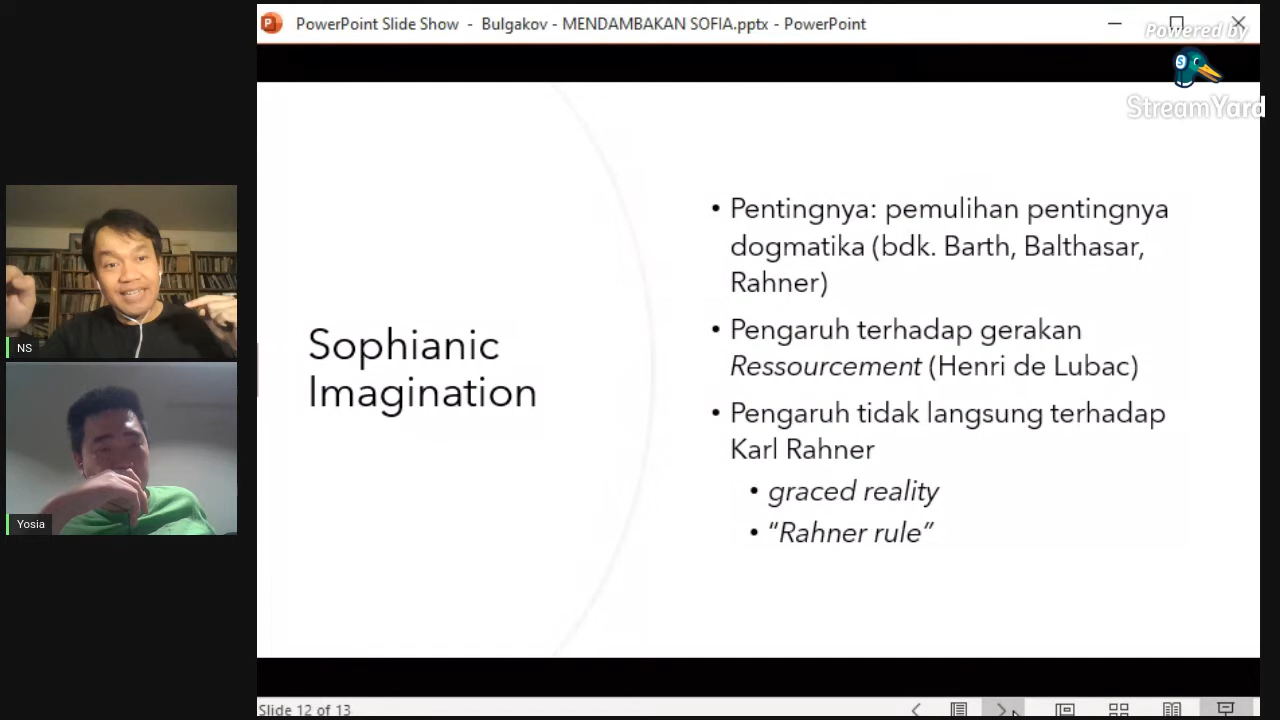 PowerPoint Slide Show - Bulgakov - MENDAMBAKAN SOFIA.pptx - PowerPoint
Powered by
StreamYard
Sophianic
Imagination
• Pentingnya: pemulihan pentingnya
dogmatika (bdk. Barth, Balthasar,
Rahner)
• Pengaruh terhadap gerakan
Ressourcement (Henri de Lubac)
• Pengaruh tidak langsung terhadap
Karl Rahner
• graced reality
• “Rahner rule”
NS
Yosia
Slide 12 of 13